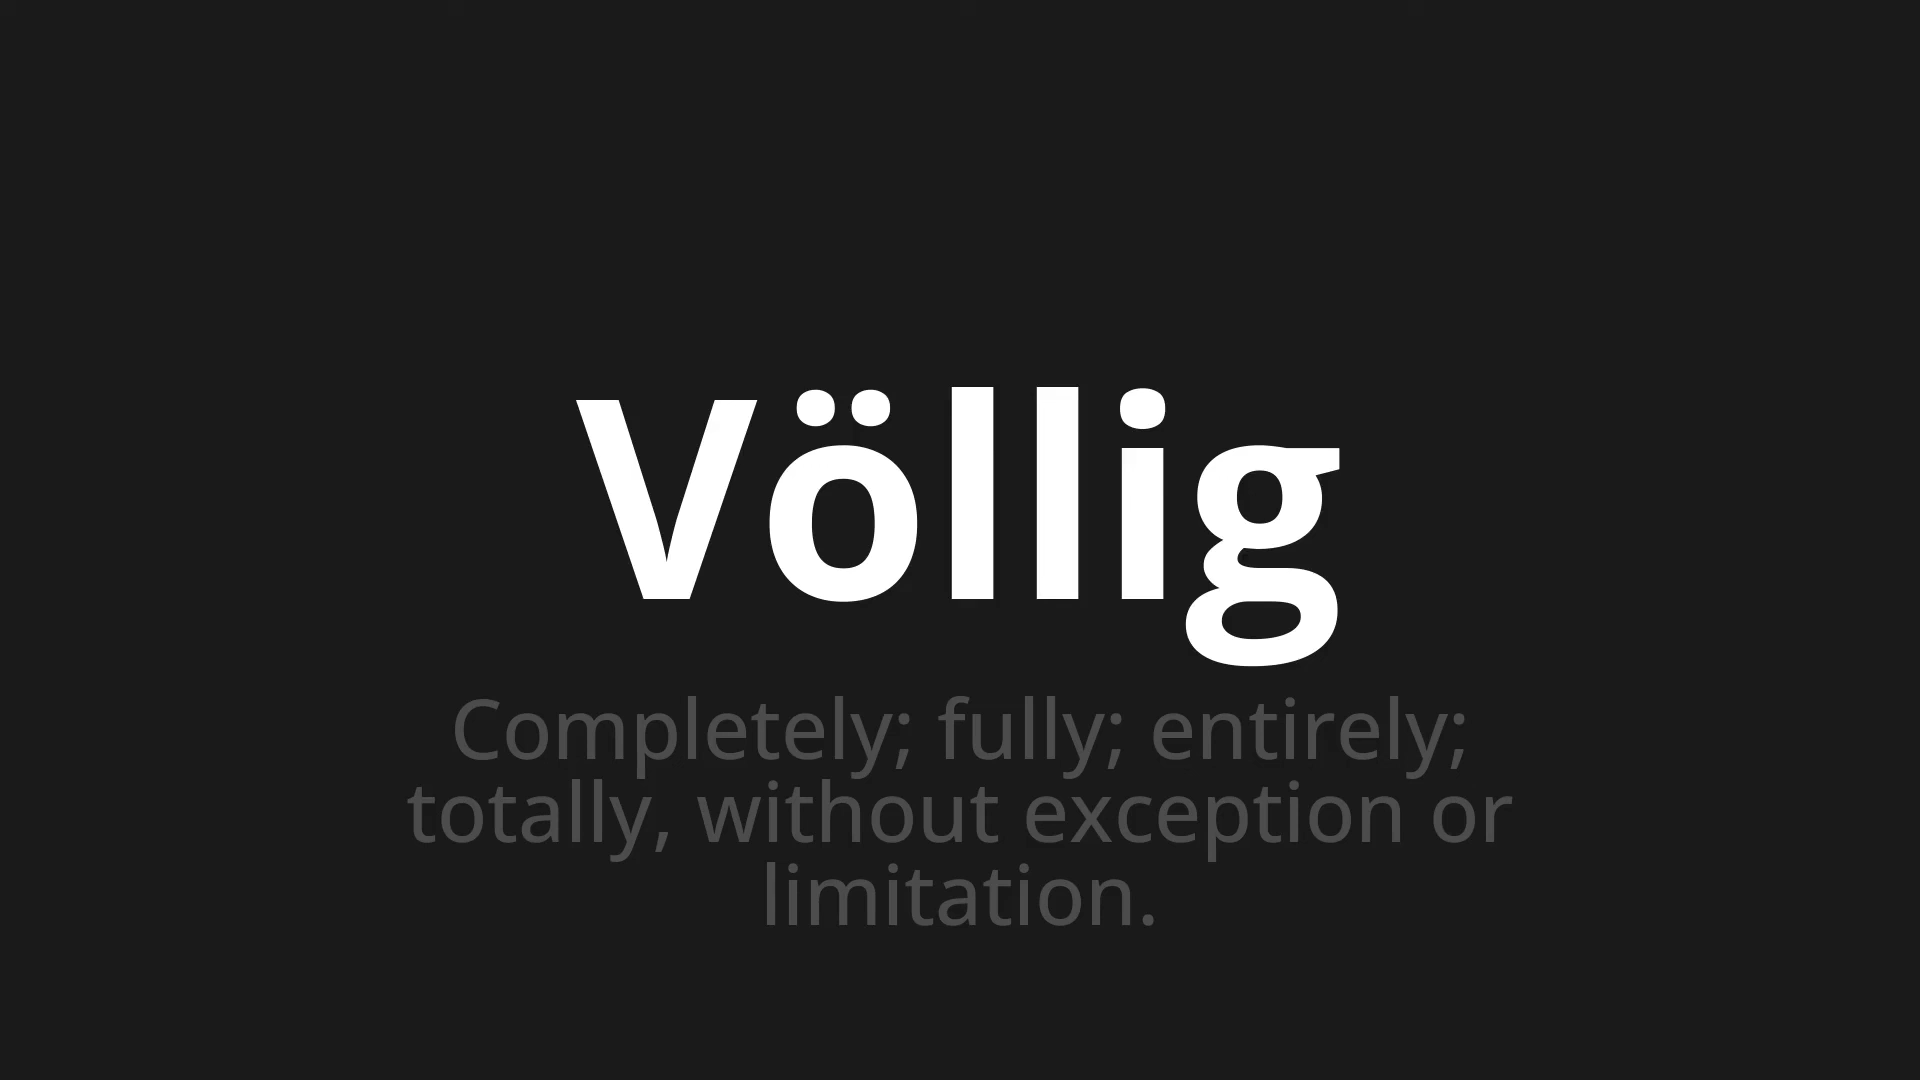 Völlig
Completely; fully; entirely;
totally, without exception or
limitation.